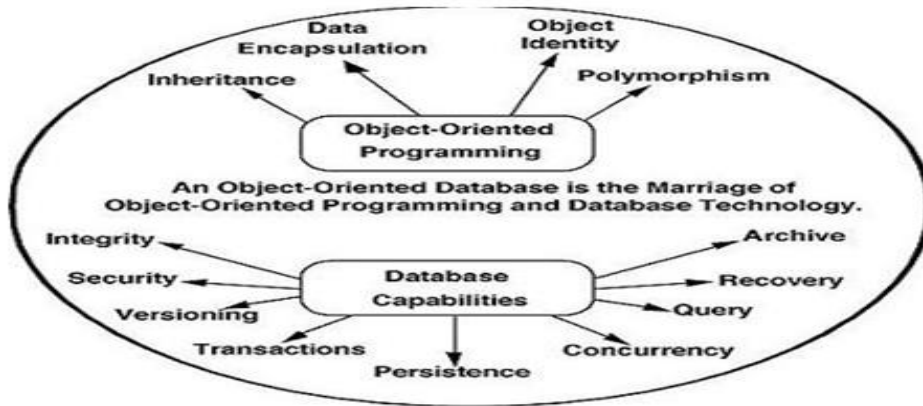 Data
Encapsulation
Object
Identity
Inheritance
Polymorphism
Object-Oriented
Programming
An Object-Oriented Database is the Marriage of
Object-Oriented Programming and Database Technology.
Integrity
Archive
Security
Database
Capabilities
Recovery
Versioning
Query
Transactions
Concurrency
Persistence